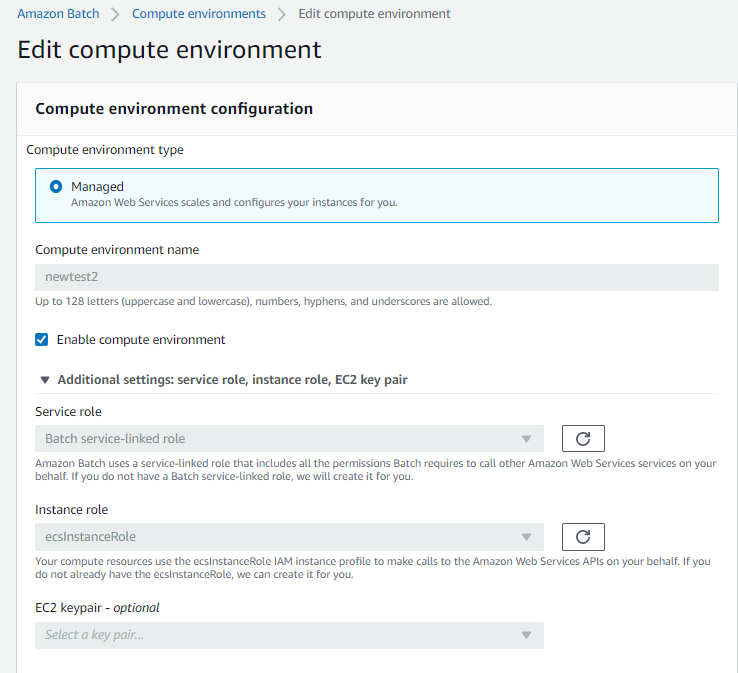 Amazon Batch > Compute environments > Edit compute environment
Edit compute environment
Compute environment configuration
Compute environment type
Managed
Amazon Web Services scales and configures your instances for you.
Compute environment name
newtest2
Up to 128 letters (uppercase and lowercase), numbers, hyphens, and underscores are allowed.
Enable compute environment
Additional settings: service role, instance role, EC2 key pair
Service role
Batch service-linked role
Amazon Batch uses a service-linked role that includes all the permissions Batch requires to call other Amazon Web Services services on your
behalf. If you do not have a Batch service-linked role, we will create it for you.
Instance role
ecsInstanceRole
Your compute resources use the ecsInstanceRole IAM instance profile to make calls to the Amazon Web Services APIs on your behalf. If you
do not already have the ecsInstanceRole, we can create it for you.
EC2 keypair - optional
Select a key pair...